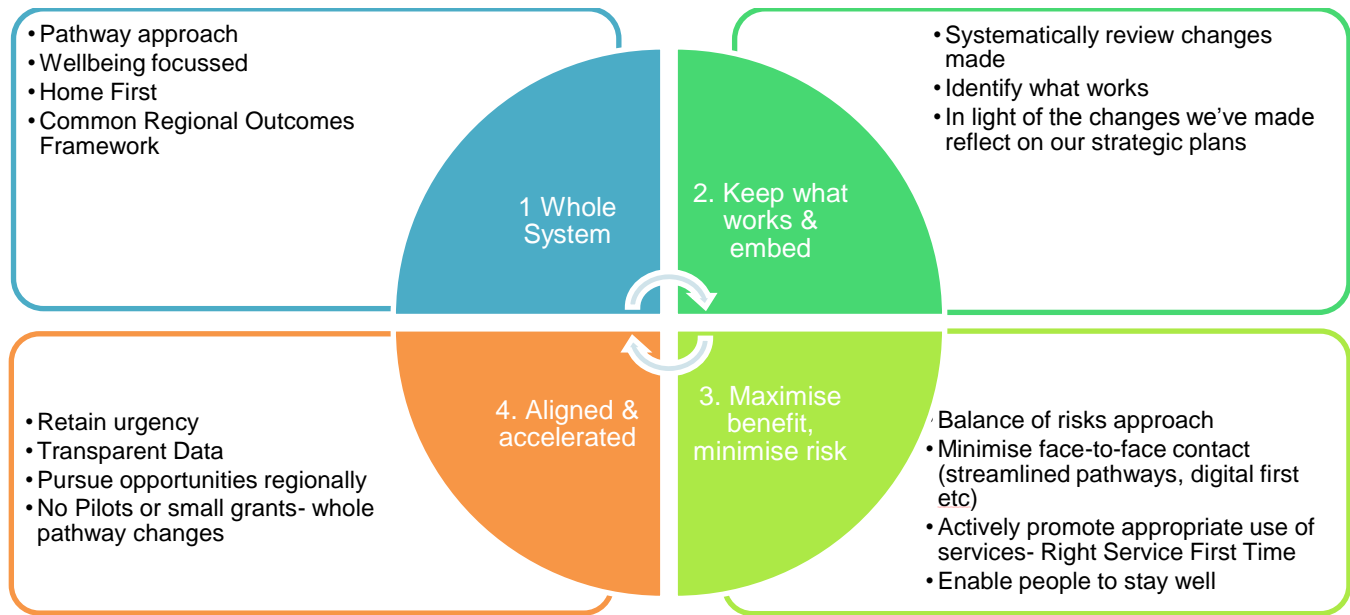 • Pathway approach
• Wellbeing focussed
• Home First
• Common Regional Outcomes
Framework
1 Whole
System
• Systematically review changes
made
• Identify what works
• In light of the changes we’ve made
reflect on our strategic plans
2. Keep what
works &
embed
• Retain urgency
• Transparent Data
• Pursue opportunities regionally
• No Pilots or small grants- whole
pathway changes
4. Aligned &
accelerated
3. Maximise
benefit,
minimise risk
• Balance of risks approach
• Minimise face-to-face contact
(streamlined pathways, digital first
etc)
• Actively promote appropriate use of
services- Right Service First Time
• Enable people to stay well